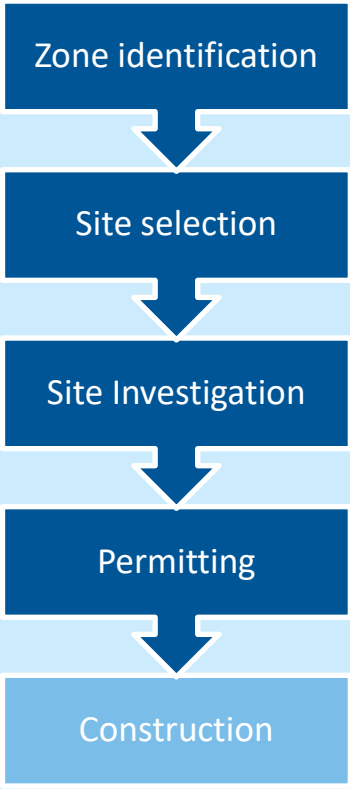 Zone identification
Site selection
Site Investigation
Permitting
Construction